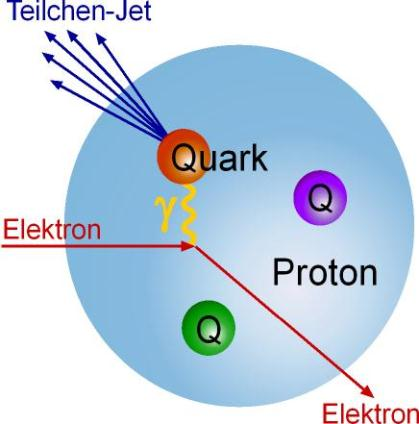 Teilchen-Jet
Quark
γ
Q
Elektron
Proton
Q
Elektron